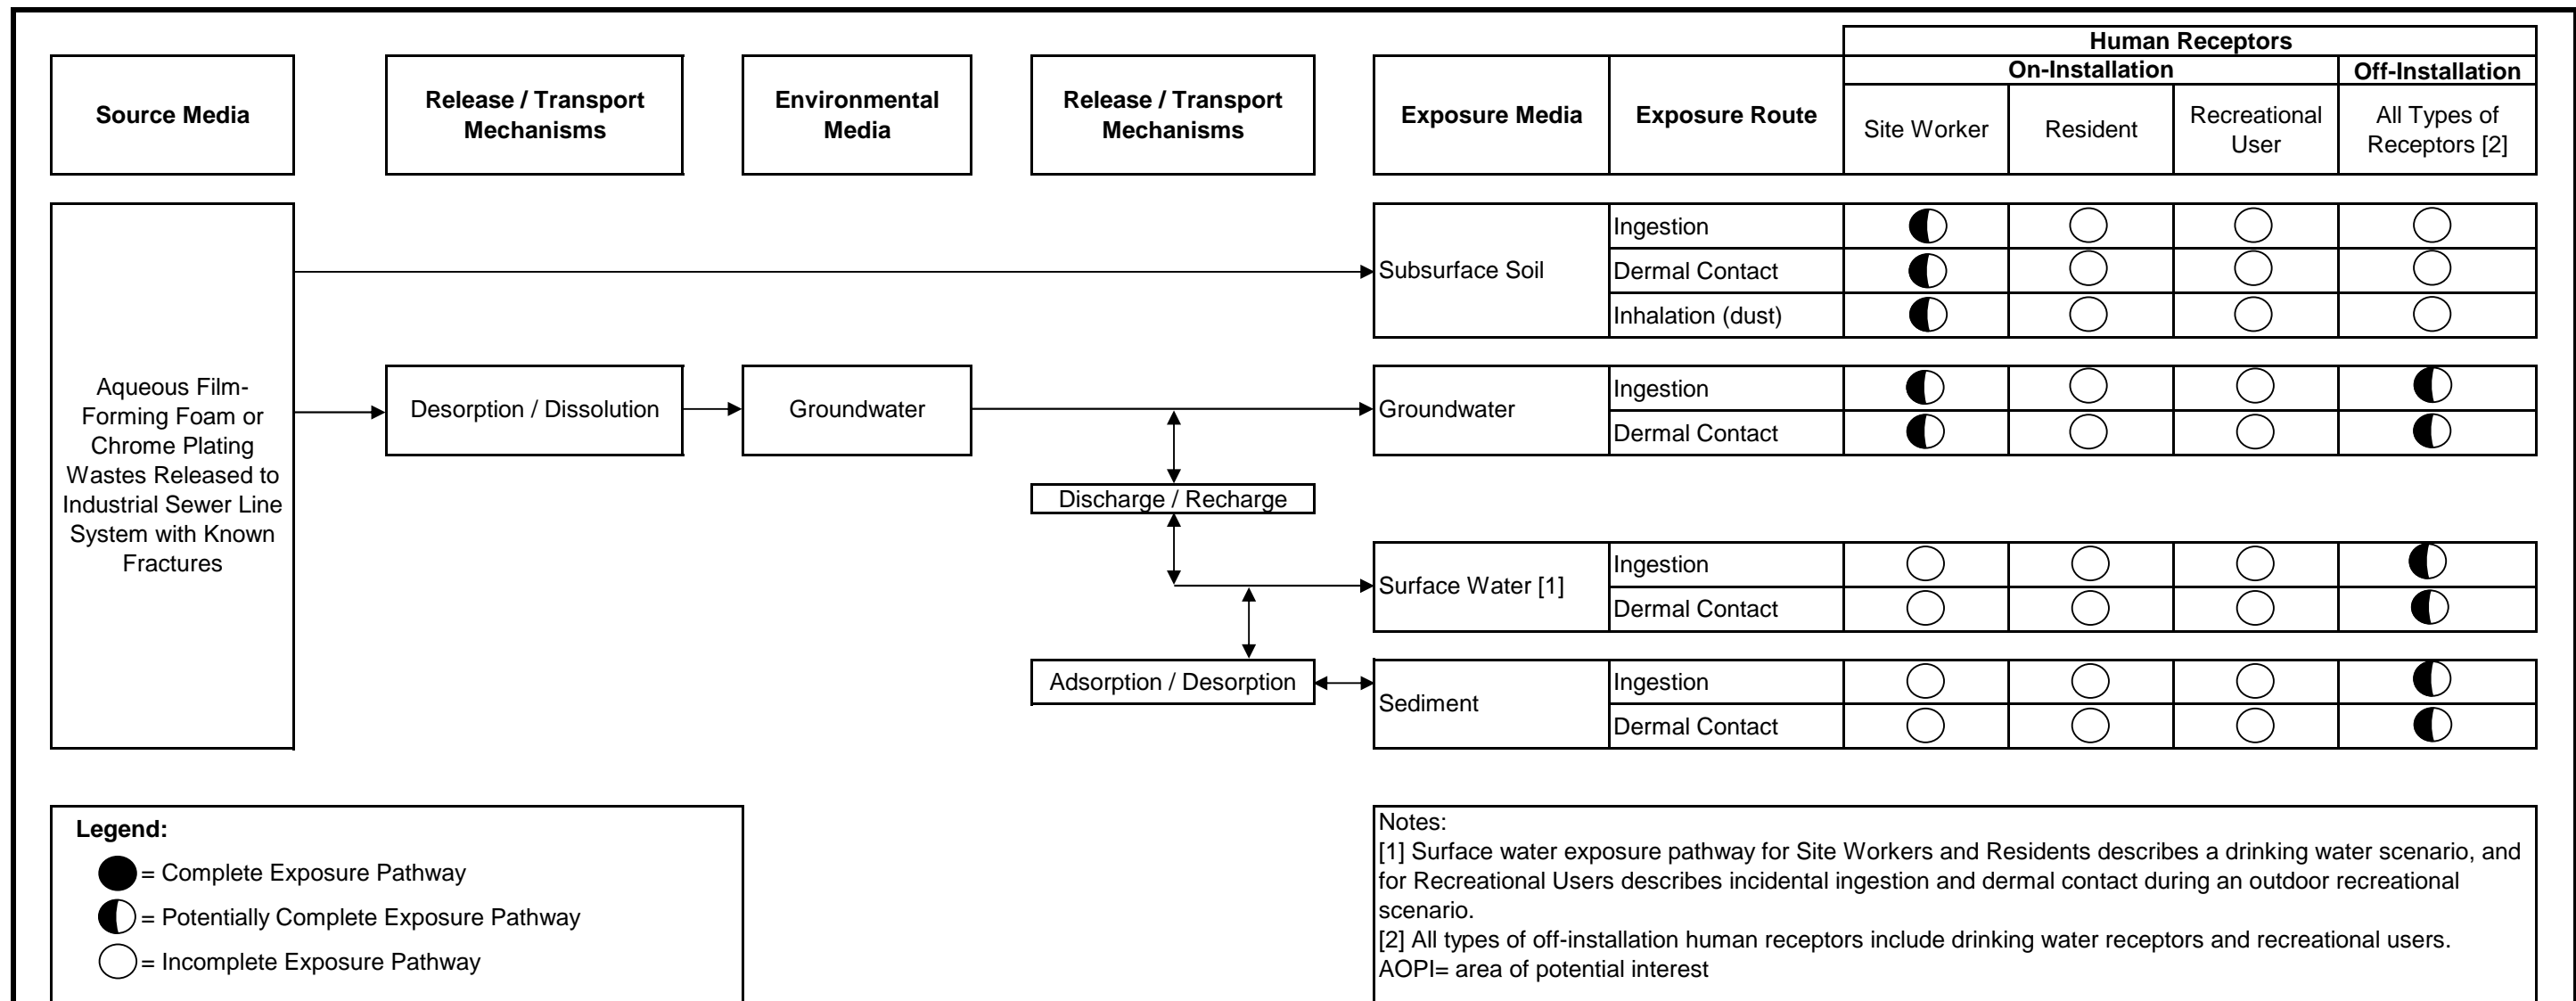 Human Receptors
On-Installation
Off-Installation
Source Media
Release / Transport
Mechanisms
Environmental
Media
Release / Transport
Mechanisms
Exposure Media
Exposure Route
Site Worker
Resident
Recreational
User
All Types of
Receptors [2]
Aqueous Film-
Forming Foam or
Chrome Plating
Wastes Released to
Industrial Sewer Line
System with Known
Fractures
Subsurface Soil
Ingestion
Dermal Contact
Inhalation (dust)
Desorption / Dissolution
Groundwater
Groundwater
Ingestion
Dermal Contact
Discharge / Recharge
Surface Water [1]
Ingestion
Dermal Contact
Adsorption / Desorption
Sediment
Ingestion
Dermal Contact
Legend:
= Complete Exposure Pathway
= Potentially Complete Exposure Pathway
= Incomplete Exposure Pathway
Notes:
[1] Surface water exposure pathway for Site Workers and Residents describes a drinking water scenario, and
for Recreational Users describes incidental ingestion and dermal contact during an outdoor recreational
scenario.
[2] All types of off-installation human receptors include drinking water receptors and recreational users.
AOPI= area of potential interest